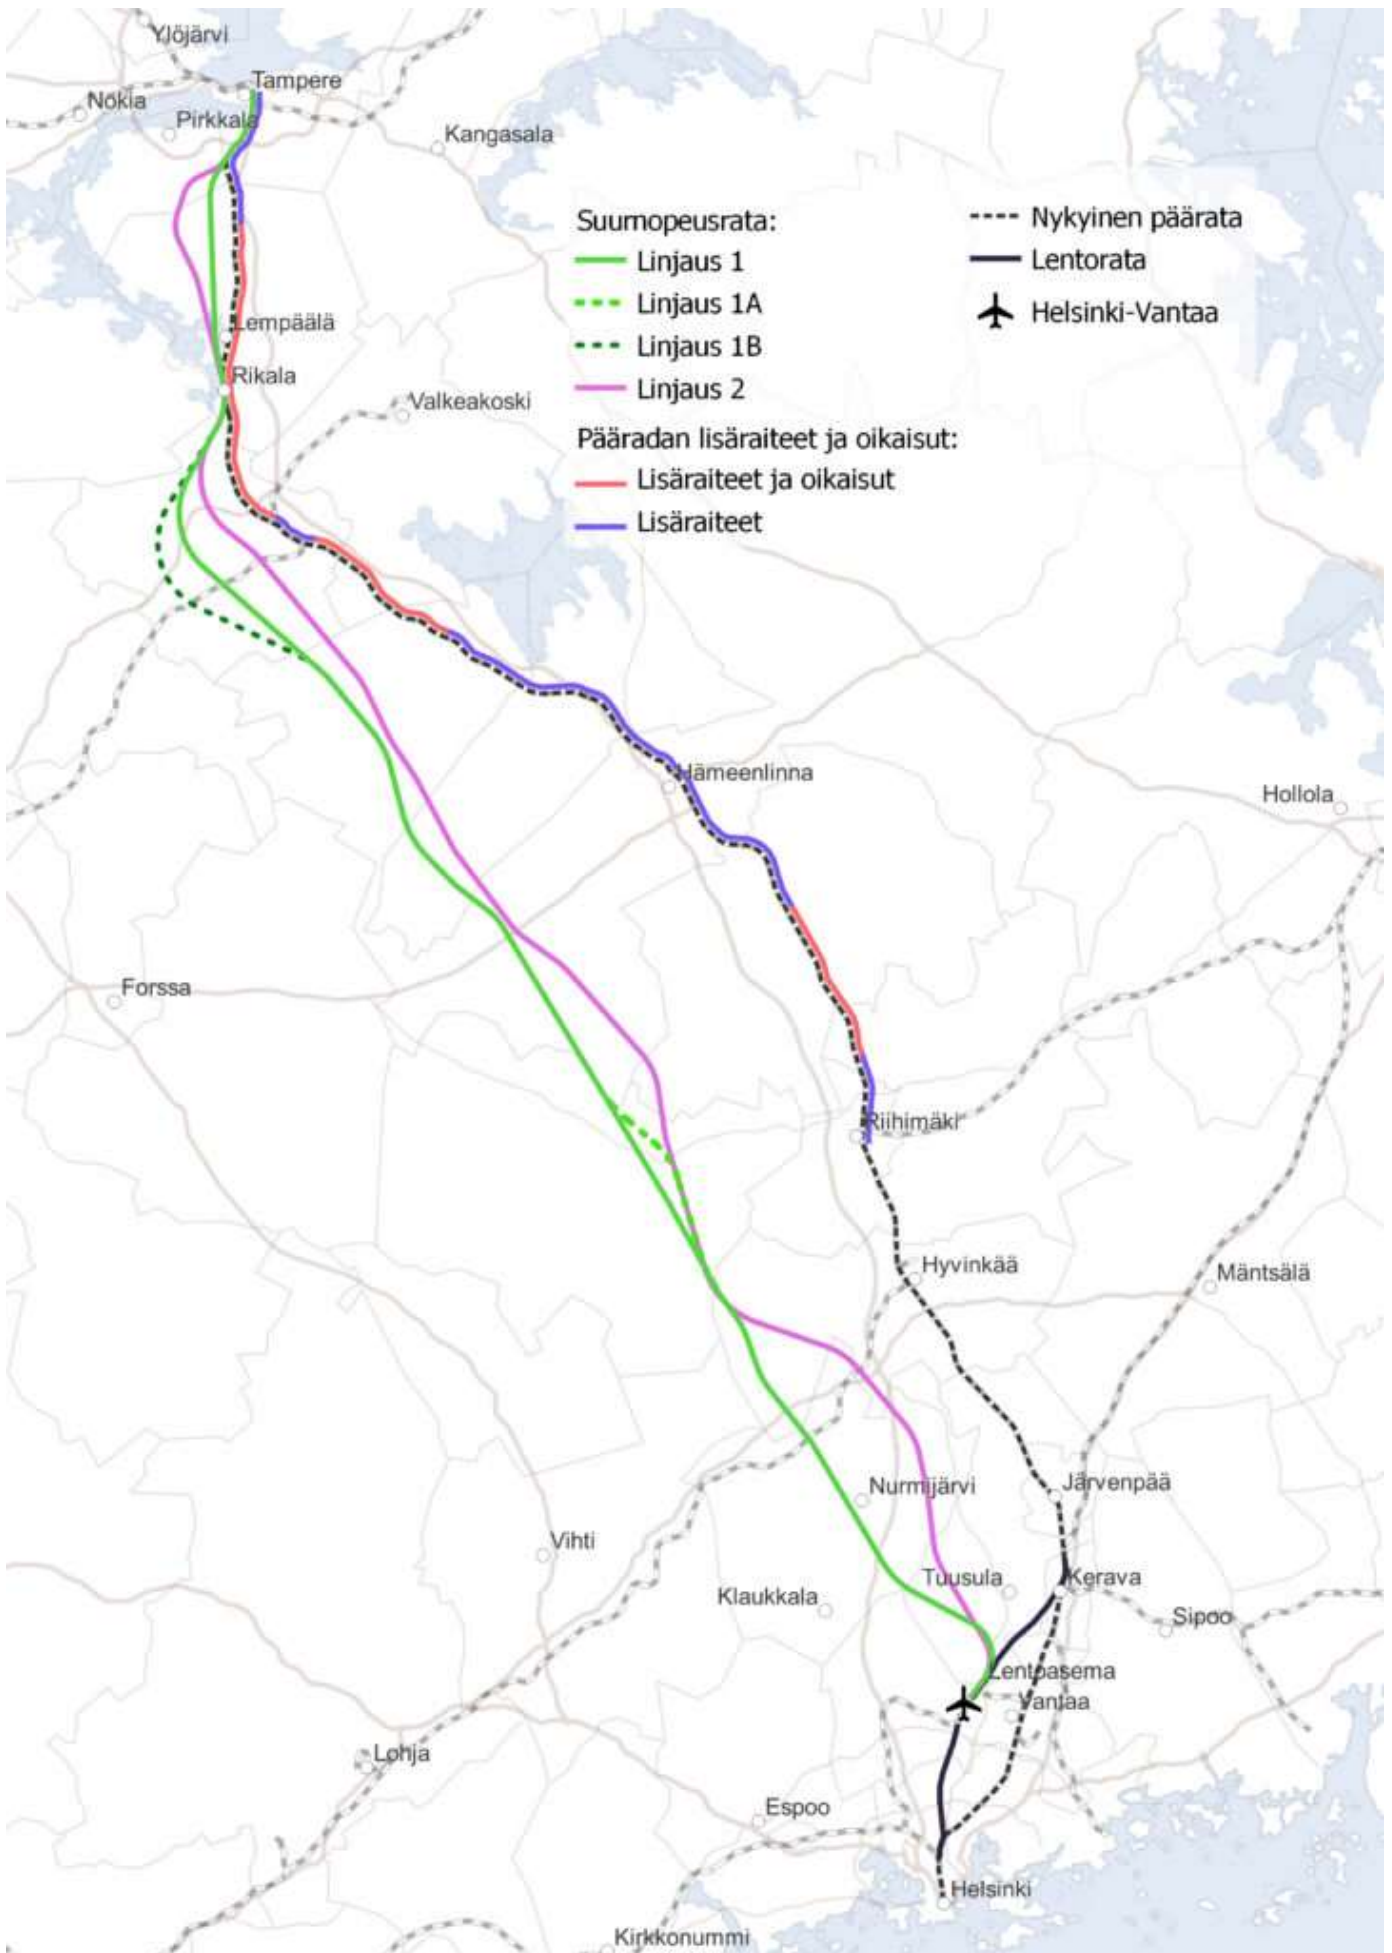 Ylöjärvi
Tampere
Nokia
Pirkkala
Kangasala
Suurnopeusrata:
Linjaus 1
Linjaus 1A
Linjaus 1B
Linjaus 2
Pääradan lisäraiteet ja oikaisut:
Lisäraiteet ja oikaisut
Lisäraiteet
Nykyinen päärata
Lentorata
Helsinki-Vantaa
Lempäälä
Rikala
Valkeakoski
Hämeenlinna
Hollola
Forssa
Riihimäki
Hyvinkää
Mäntsälä
Nurmijärvi
Järvenpää
Vihti
Tuusula
Kerava
Klaukkala
Sipoo
Lentoasema
Vantaa
Lohja
Espoo
Helsinki
Kirkkonummi